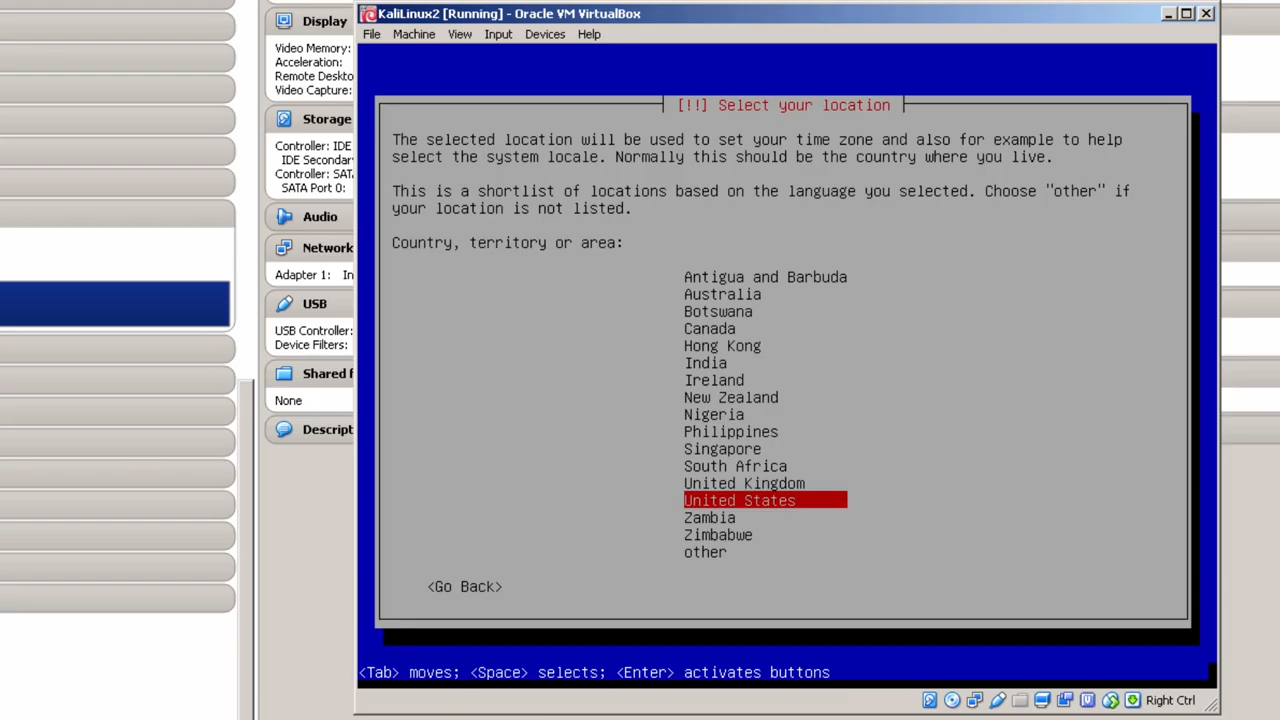 Display
Video Memory:
Acceleration:
Remote Deskto
Video Capture:
Storage
Controller: IDE
IDE Secondary
Controller: SATA
SATA Port 0:
Audio
Network
Adapter 1: In
USB
USB Controller:
Device Filters:
Shared f
None
Descript
KaliLinux2 [Running] - Oracle VM VirtualBox
File Machine View Input Devices Help
[!!] Select your location
The selected location will be used to set your time zone and also for example to help
select the system locale. Normally this should be the country where you live.
This is a shortlist of locations based on the language you selected. Choose "other" if
your location is not listed.
Country, territory or area:
Antigua and Barbuda
Australia
Botswana
Canada
Hong Kong
India
Ireland
New Zealand
Nigeria
Philippines
Singapore
South Africa
United Kingdom
United States
Zambia
Zimbabwe
other
<Go Back>
<Tab> moves; <Space> selects; <Enter> activates buttons
Right Ctrl